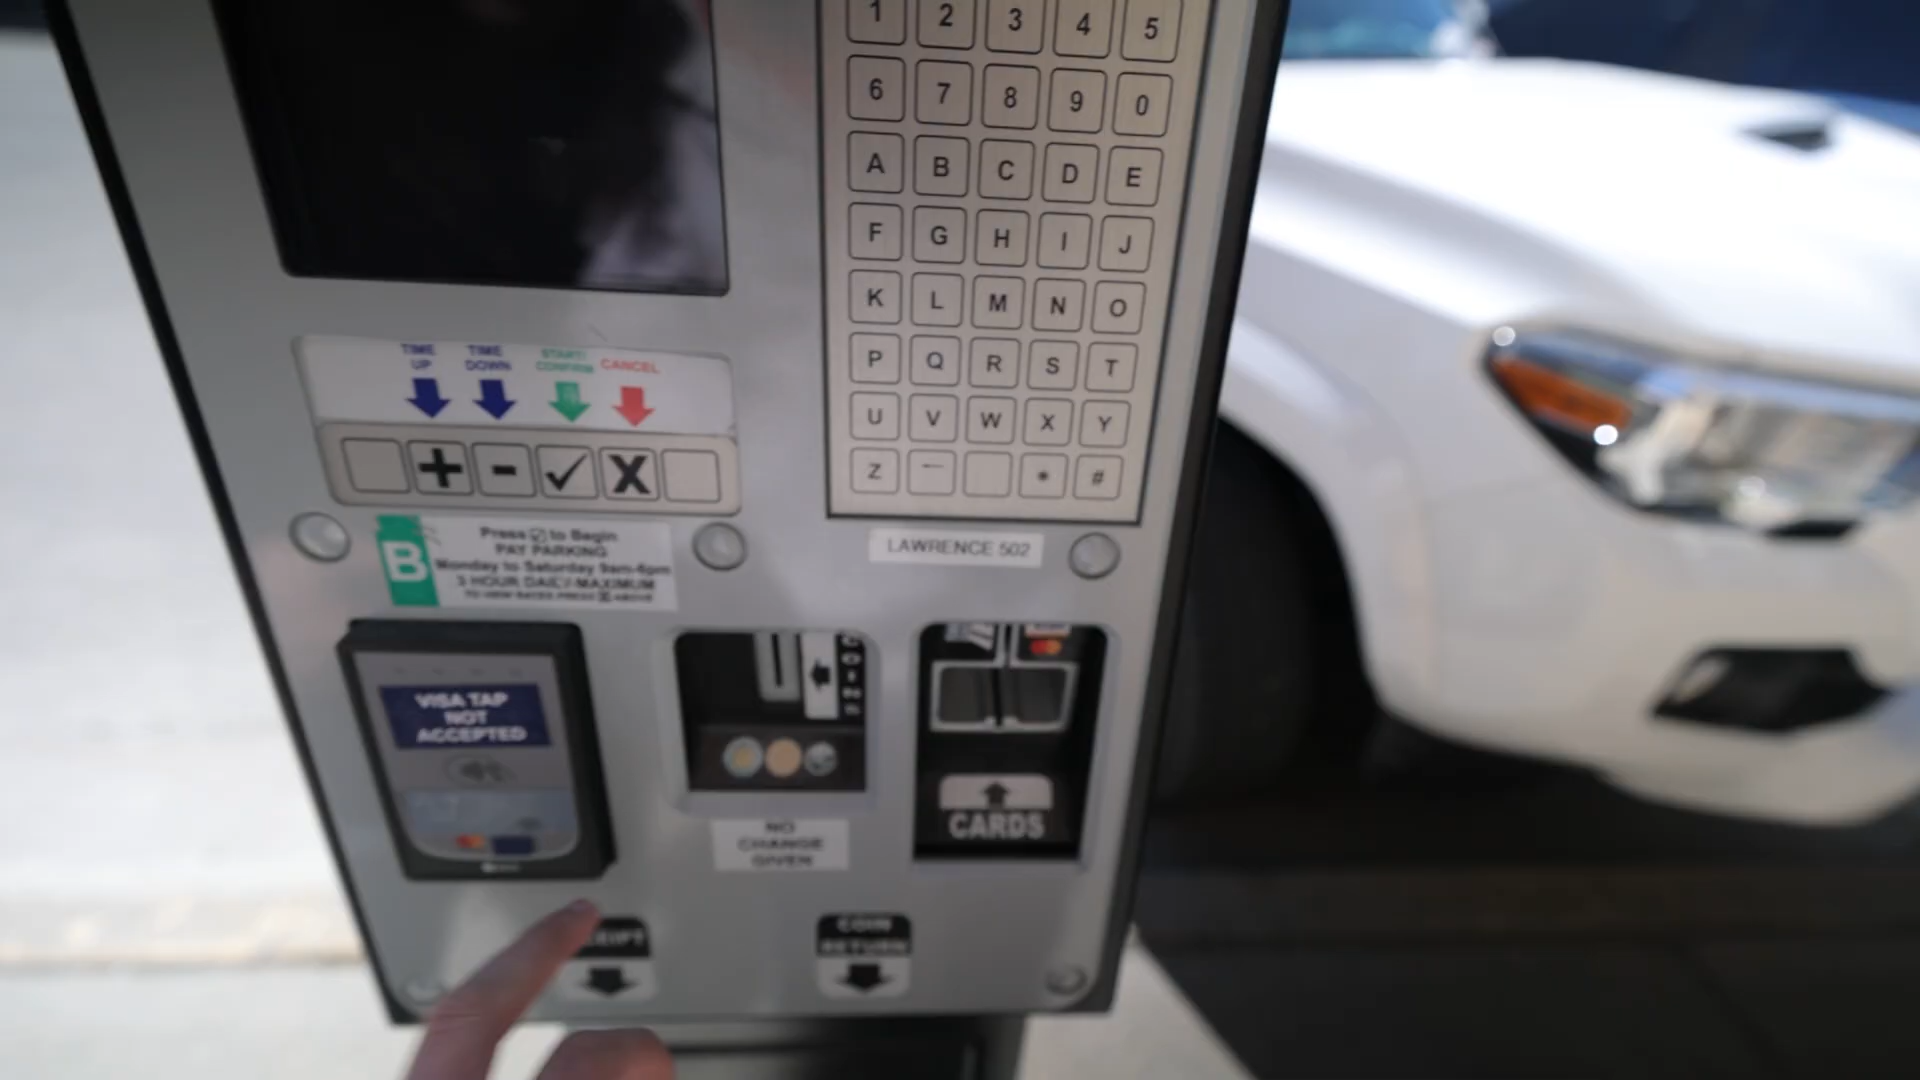 1 2 3 4 5
6 7 8 9 0
A B C D E
F G H I J
K L M N O
P Q R S T
U V W X Y
Z - * #
TIME UP
TIME DOWN
START/ CONFIRM
CANCEL
+ - ✓ X
B
Press ☑ to Begin
PAY PARKING
Monday to Saturday 9am-6pm
3 HOUR DAILY MAXIMUM
TO VIEW RATES PRESS ☒ ABOVE
LAWRENCE 502
VISA TAP
NOT
ACCEPTED
COINS
NO
CHANGE
GIVEN
CARDS
COIN
RETURN